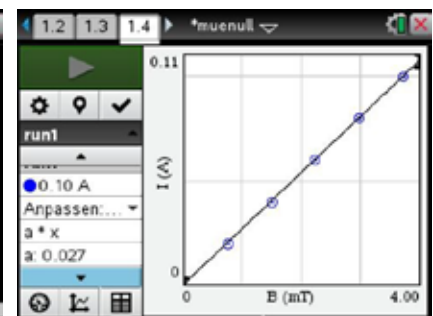 1.2 1.3 1.4 *muenull
run1
0.10 A
Anpassen:...
a * x
a: 0.027
0.11
I (A)
0
0 B (mT) 4.00